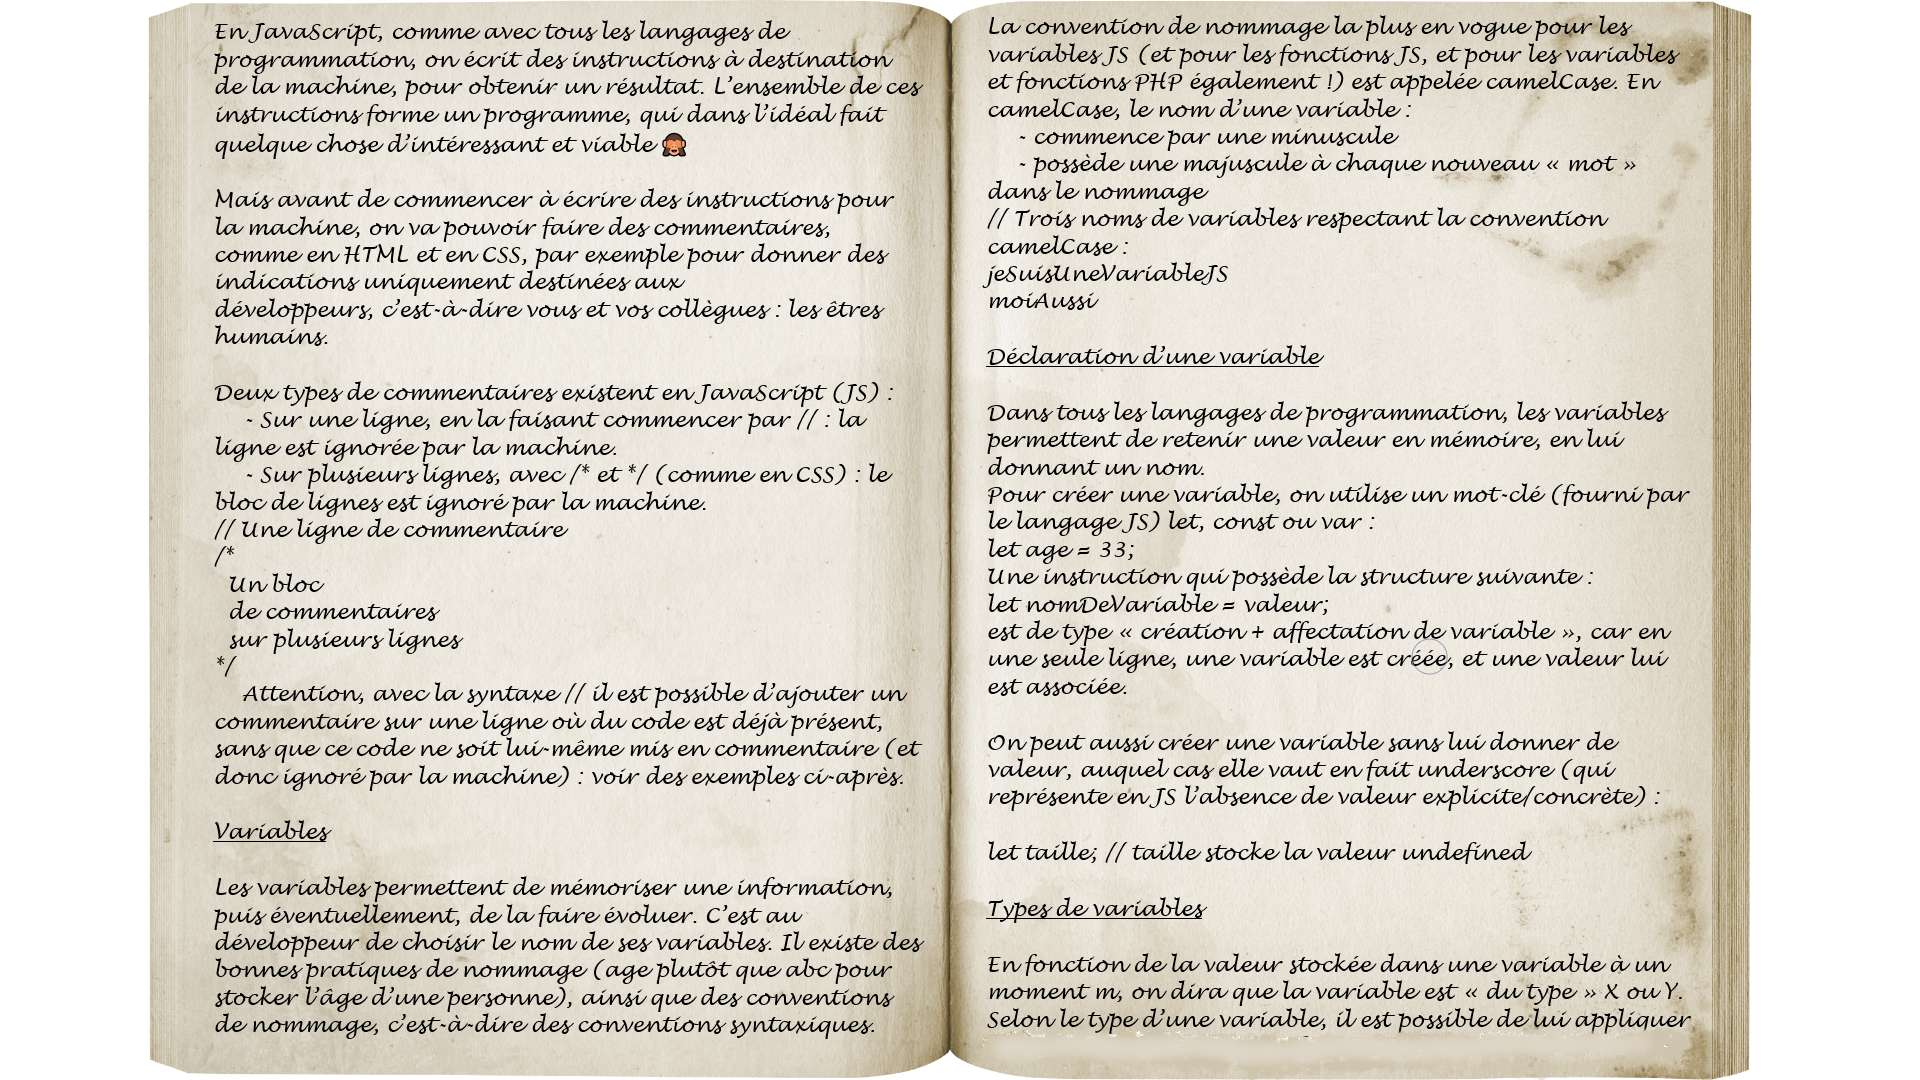 En JavaScript, comme avec tous les langages de
programmation, on écrit des instructions à destination
de la machine, pour obtenir un résultat. L’ensemble de ces
instructions forme un programme, qui dans l’idéal fait
quelque chose d’intéressant et viable 🙈
Mais avant de commencer à écrire des instructions pour
la machine, on va pouvoir faire des commentaires,
comme en HTML et en CSS, par exemple pour donner des
indications uniquement destinées aux
développeurs, c’est-à-dire vous et vos collègues : les êtres
humains.
Deux types de commentaires existent en JavaScript (JS) :
- Sur une ligne, en la faisant commencer par // : la
ligne est ignorée par la machine.
- Sur plusieurs lignes, avec /* et */ (comme en CSS) : le
bloc de lignes est ignoré par la machine.
// Une ligne de commentaire
/*
Un bloc
de commentaires
sur plusieurs lignes
*/
Attention, avec la syntaxe // il est possible d’ajouter un
commentaire sur une ligne où du code est déjà présent,
sans que ce code ne soit lui-même mis en commentaire (et
donc ignoré par la machine) : voir des exemples ci-après.
Variables
Les variables permettent de mémoriser une information,
puis éventuellement, de la faire évoluer. C’est au
développeur de choisir le nom de ses variables. Il existe des
bonnes pratiques de nommage (age plutôt que abc pour
stocker l’âge d’une personne), ainsi que des conventions
de nommage, c’est-à-dire des conventions syntaxiques.
La convention de nommage la plus en vogue pour les
variables JS (et pour les fonctions JS, et pour les variables
et fonctions PHP également !) est appelée camelCase. En
camelCase, le nom d’une variable :
- commence par une minuscule
- possède une majuscule à chaque nouveau « mot »
dans le nommage
// Trois noms de variables respectant la convention
camelCase :
jeSuisUneVariableJS
moiAussi
Déclaration d’une variable
Dans tous les langages de programmation, les variables
permettent de retenir une valeur en mémoire, en lui
donnant un nom.
Pour créer une variable, on utilise un mot-clé (fourni par
le langage JS) let, const ou var :
let age = 33;
Une instruction qui possède la structure suivante :
let nomDeVariable = valeur;
est de type « création + affectation de variable », car en
une seule ligne, une variable est créée, et une valeur lui
est associée.
On peut aussi créer une variable sans lui donner de
valeur, auquel cas elle vaut en fait underscore (qui
représente en JS l’absence de valeur explicite/concrète) :
let taille; // taille stocke la valeur undefined
Types de variables
En fonction de la valeur stockée dans une variable à un
moment m, on dira que la variable est « du type » X ou Y.
Selon le type d’une variable, il est possible de lui appliquer